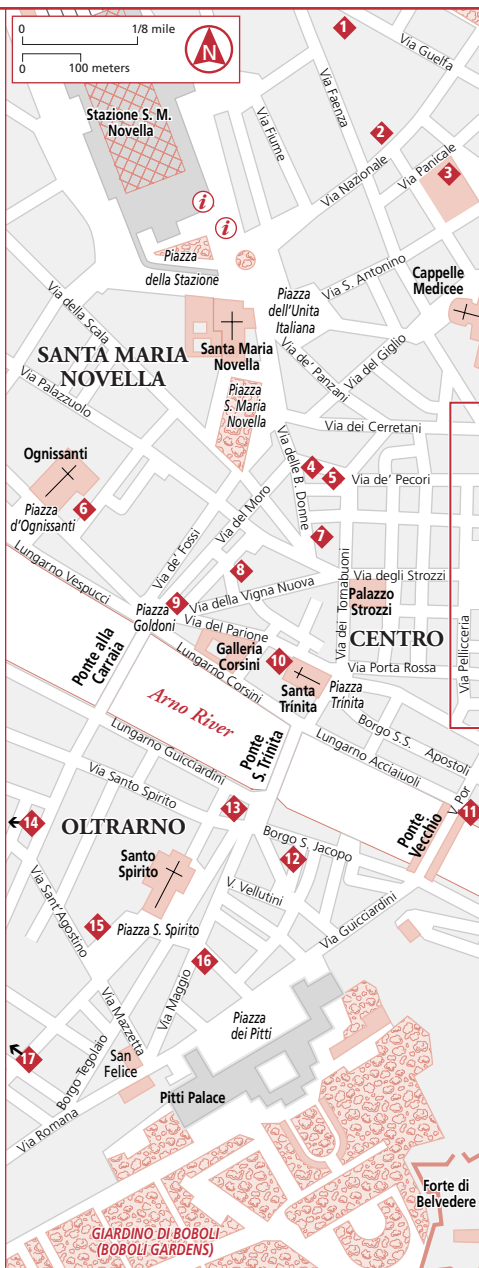 0 1/8 mile
0 100 meters
N
1
Via Guelfa
Stazione S. M.
Novella
Via Fiume
Via Faenza
2
Via Nazionale
Via Panicale
3
i
i
Piazza
della Stazione
Via S. Antonino
Cappelle
Medicee
Piazza
dell'Unita
Italiana
Via della Scala
Santa Maria
Novella
SANTA MARIA
NOVELLA
Via de' Panzani
Via del Giglio
Via Palazzuolo
Piazza
S. Maria
Novella
Via dei Cerretani
Via delle B. Donne
4
5
Via de' Pecori
Ognissanti
6
Piazza
d'Ognissanti
Via del Moro
7
Via de' Fossi
Lungarno Vespucci
8
Via dei Tornabuoni
Via degli Strozzi
Palazzo
Strozzi
9
Via della Vigna Nuova
Piazza
Goldoni
Via del Parione
CENTRO
Via Pellicceria
Ponte alla
Carraia
Galleria
Corsini
Lungarno Corsini
10
Santa
Trínita
Via Porta Rossa
Piazza
Trinita
Arno River
Borgo S.S. Apostoli
Lungarno Guicciardini
Ponte
S. Trinita
Lungarno Acciaiuoli
Via Santo Spirito
13
V. Por
11
14
OLTRARNO
Borgo S. Jacopo
12
Ponte
Vecchio
Santo
Spirito
V. Vellutini
Via Sant'Agostino
15
Piazza S. Spirito
Via Guicciardini
16
Via Maggio
Piazza
dei Pitti
Via Mazzetta
17
Borgo Tegolaio
San
Felice
Pitti Palace
Via Romana
Forte di
Belvedere
GIARDINO DI BOBOLI
(BOBOLI GARDENS)